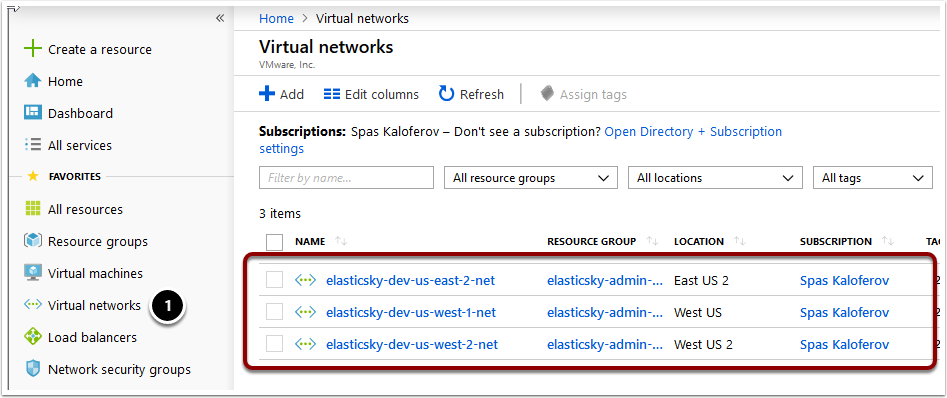 Home > Virtual networks
Virtual networks
VMware, Inc.
Add Edit columns Refresh Assign tags
Subscriptions: Spas Kaloferov – Don't see a subscription? Open Directory + Subscription
settings
Filter by name... All resource groups All locations All tags
3 items
NAME RESOURCE GROUP LOCATION SUBSCRIPTION
elasticsky-dev-us-east-2-net elasticsky-admin-... East US 2 Spas Kaloferov
elasticsky-dev-us-west-1-net elasticsky-admin-... West US Spas Kaloferov
elasticsky-dev-us-west-2-net elasticsky-admin-... West US 2 Spas Kaloferov
«
Create a resource
Home
Dashboard
All services
FAVORITES
All resources
Resource groups
Virtual machines
Virtual networks 1
Load balancers
Network security groups